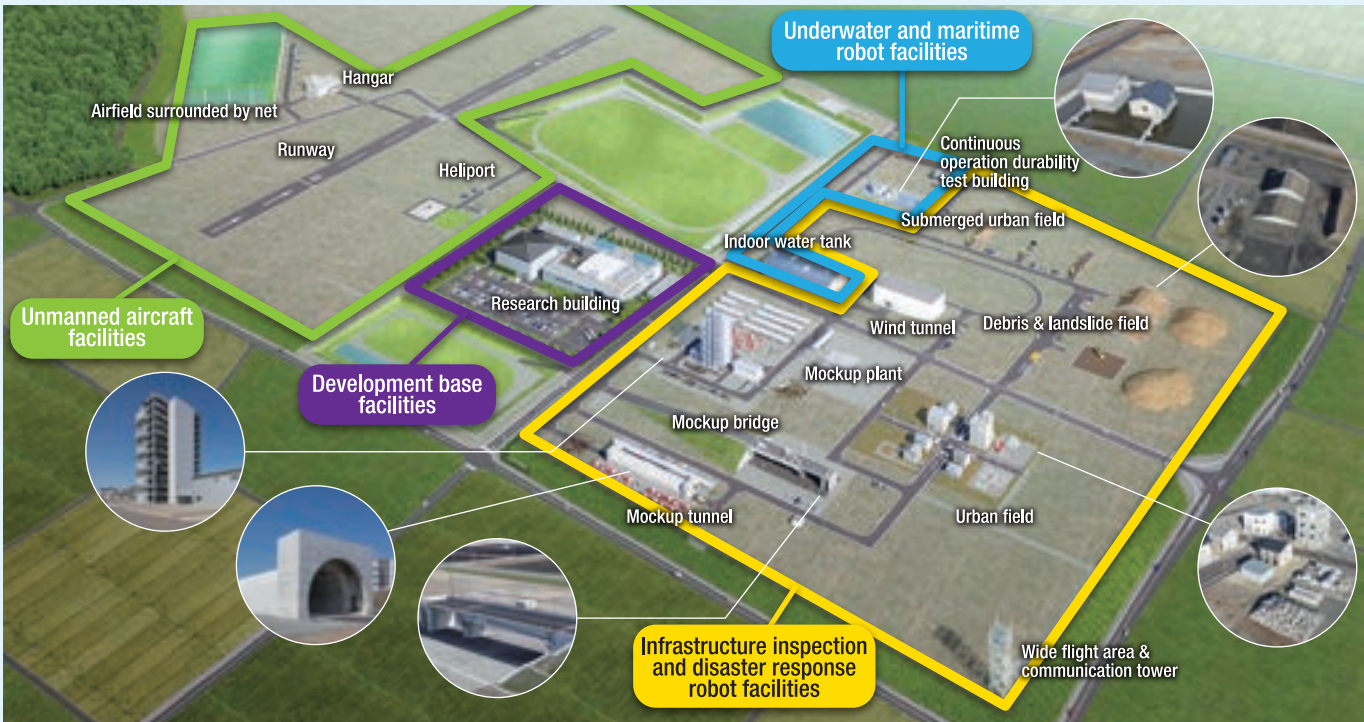 Underwater and maritime
robot facilities
Hangar
Airfield surrounded by net
Runway
Heliport
Continuous
operation durability
test building
Submerged urban field
Indoor water tank
Research building
Unmanned aircraft
facilities
Wind tunnel
Debris & landslide field
Development base
facilities
Mockup plant
Mockup bridge
Mockup tunnel
Urban field
Infrastructure inspection
and disaster response
robot facilities
Wide flight area &
communication tower